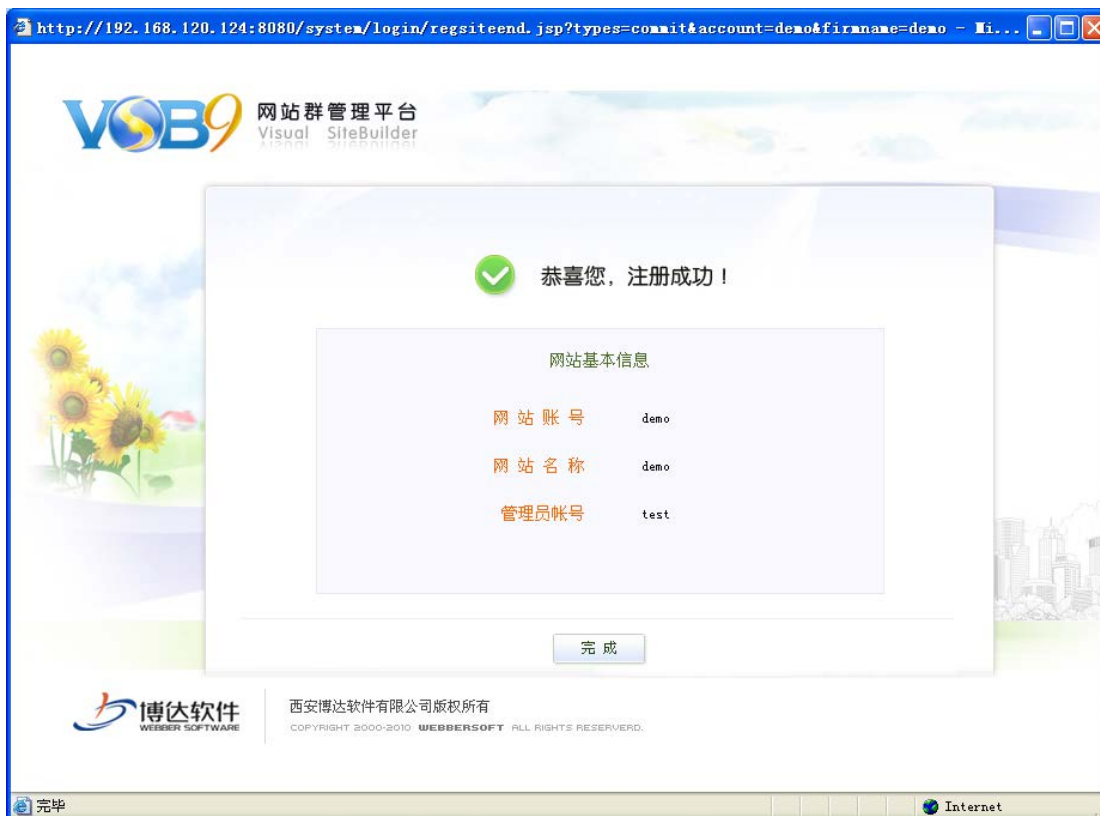 http://192.168.120.124:8080/system/login/regsiteend.jsp?types=commit&account=demo&firmname=demo - Mi...
VSB9 网站群管理平台
Visual SiteBuilder
恭喜您，注册成功！
网站基本信息
网站账号 demo
网站名称 demo
管理员帐号 test
完成
博达软件
WEBBER SOFTWARE
西安博达软件有限公司版权所有
COPYRIGHT 2000-2010 WEBBERSOFT ALL RIGHTS RESERVERD.
完毕 Internet